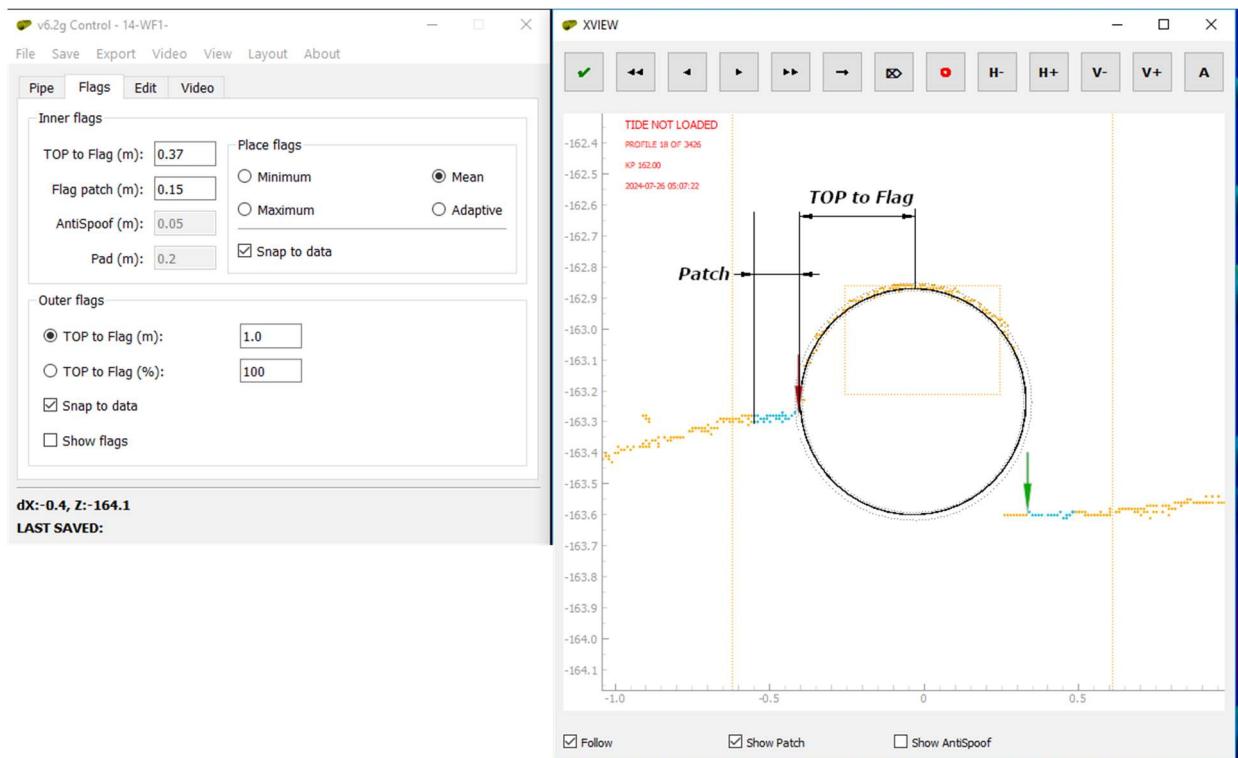 v6.2g Control - 14-WF1-
File Save Export Video View Layout About
Pipe Flags Edit Video
Inner flags
TOP to Flag (m): 0.37
Flag patch (m): 0.15
AntiSpoof (m): 0.05
Pad (m): 0.2
Place flags
Minimum Mean
Maximum Adaptive
Snap to data
Outer flags
TOP to Flag (m): 1.0
TOP to Flag (%): 100
Snap to data
Show flags
dX:-0.4, Z:-164.1
LAST SAVED:
XVIEW
H- H+ V- V+ A
TIDE NOT LOADED
PROFILE 18 OF 3426
KP 162.00
2024-07-26 05:07:22
TOP to Flag
Patch
-162.4
-162.5
-162.6
-162.7
-162.8
-162.9
-163.0
-163.1
-163.2
-163.3
-163.4
-163.5
-163.6
-163.7
-163.8
-163.9
-164.0
-164.1
-1.0 -0.5 0 0.5
Follow Show Patch Show AntiSpoof